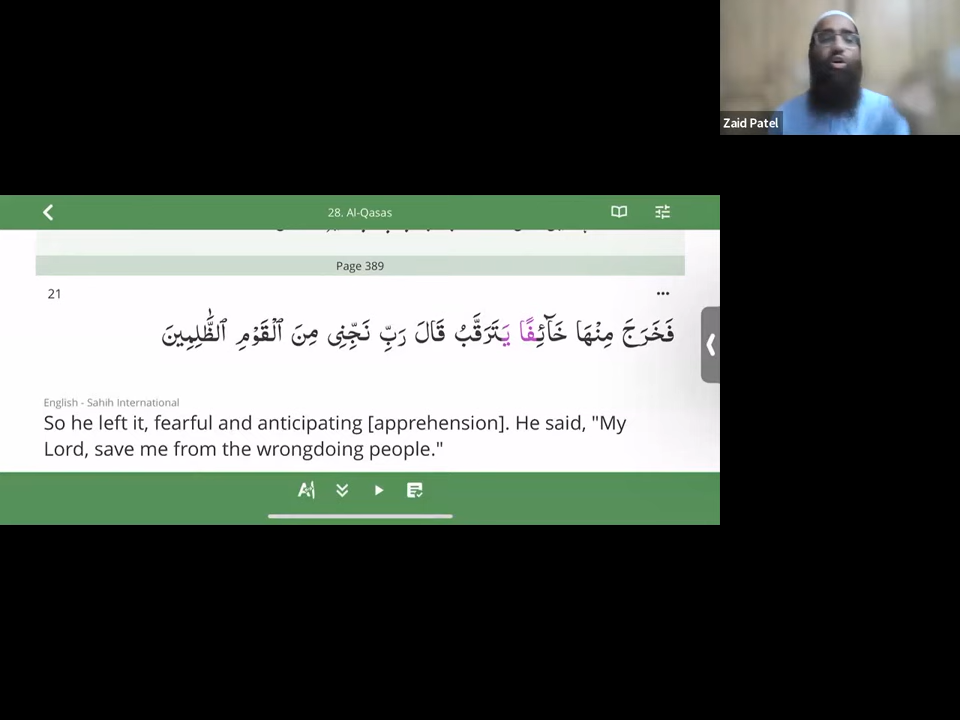 Zaid Patel
28. Al-Qasas
Page 389
21
فَخَرَجَ مِنْهَا خَآئِفًا يَتَرَقَّبُ قَالَ رَبِّ نَجِّنِى مِنَ ٱلْقَوْمِ ٱلظَّٰلِمِينَ
English - Sahih International
So he left it, fearful and anticipating [apprehension]. He said, "My
Lord, save me from the wrongdoing people."